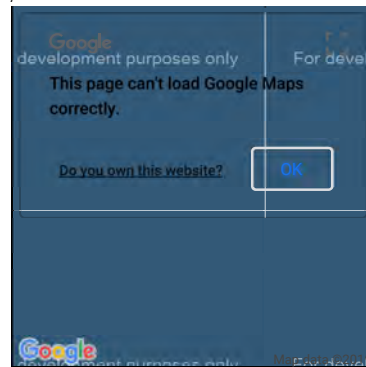 Google
development purposes only For devel
This page can't load Google Maps
correctly.
Do you own this website? OK
Google
development purposes only For devel